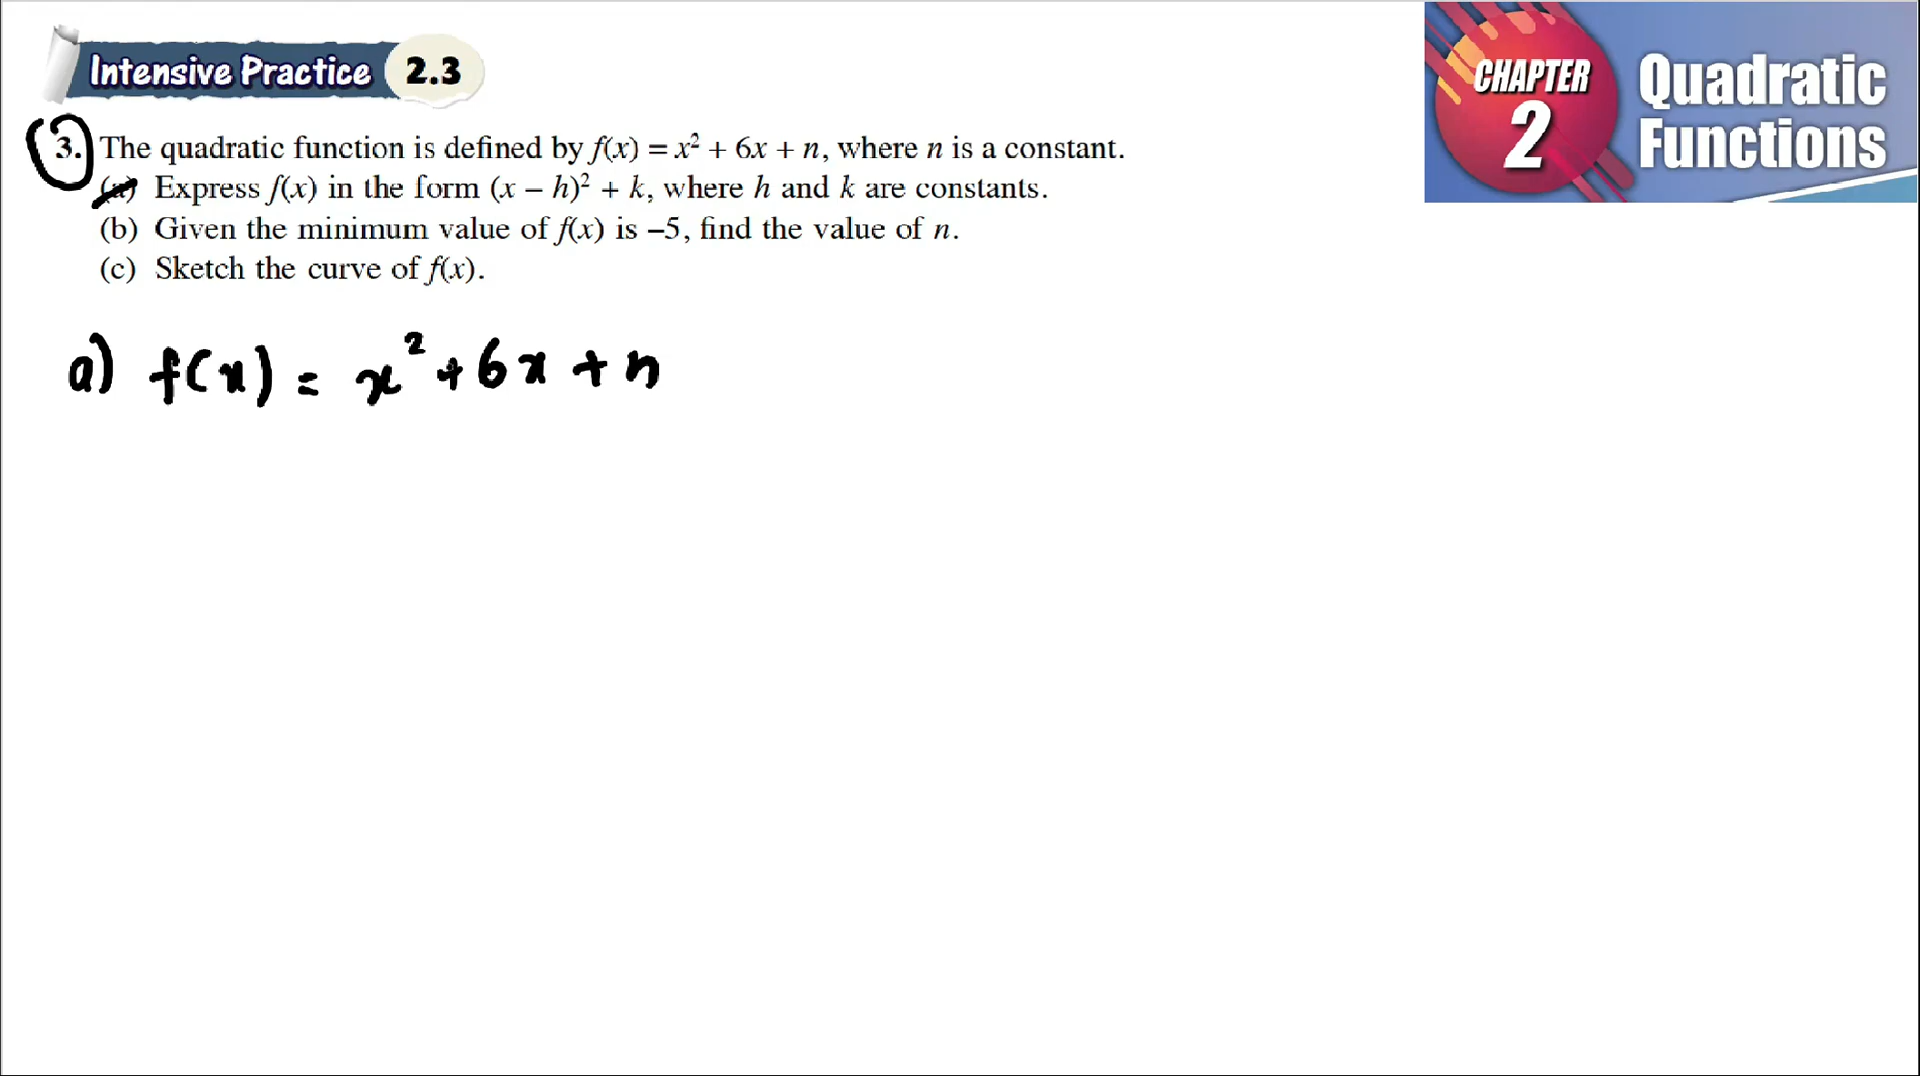 Intensive Practice 2.3
CHAPTER 2
Quadratic Functions
3. The quadratic function is defined by f(x) = x² + 6x + n, where n is a constant.
(a) Express f(x) in the form (x – h)² + k, where h and k are constants.
(b) Given the minimum value of f(x) is –5, find the value of n.
(c) Sketch the curve of f(x).
a) f(x) = x² + 6x + n